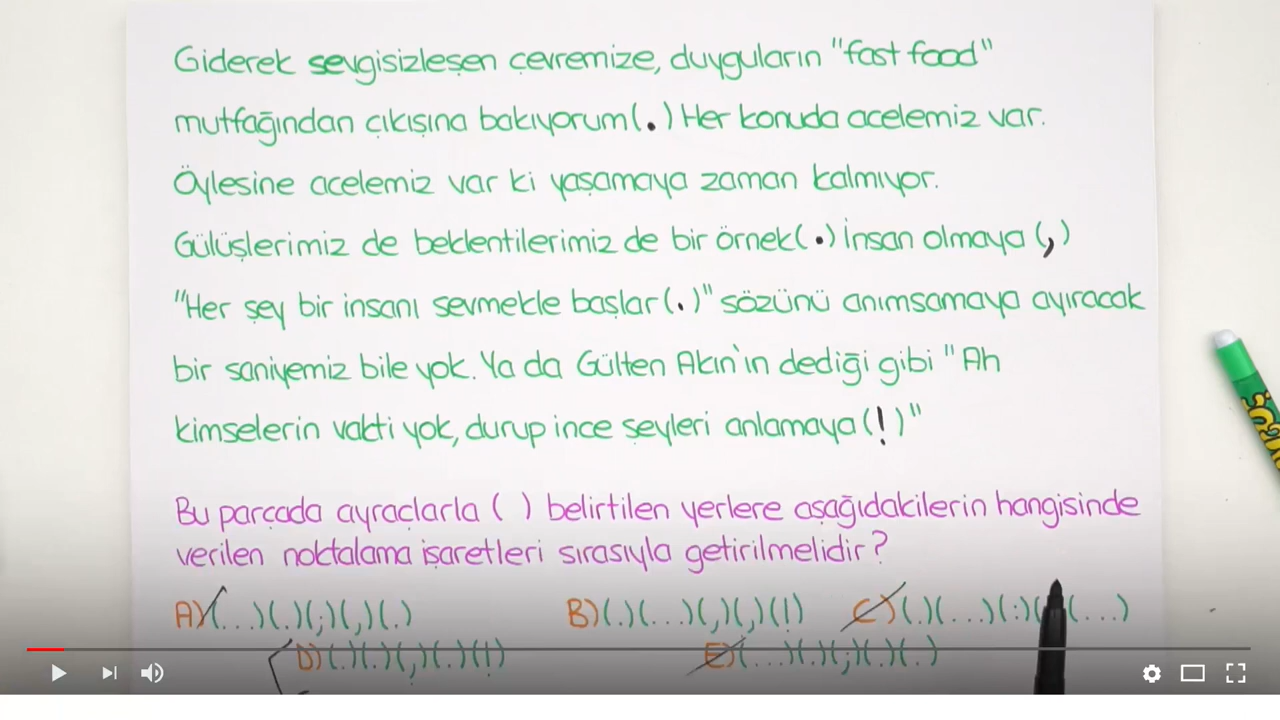 Giderek sevgisizleşen çevremize, duyguların "fast food"
mutfağından çıkışına bakıyorum(.) Her konuda acelemiz var.
Öylesine acelemiz var ki yaşamaya zaman kalmıyor.
Gülüşlerimiz de beklentilerimiz de bir örnek(.) İnsan olmaya (,)
"Her şey bir insanı sevmekle başlar(.)" sözünü anımsamaya ayıracak
bir saniyemiz bile yok. Ya da Gülten Akın'ın dediği gibi "Ah
kimselerin vakti yok, durup ince şeyleri anlamaya (!)"
Bu parçada ayraçlarla ( ) belirtilen yerlere aşağıdakilerin hangisinde
verilen noktalama işaretleri sırasıyla getirilmelidir?
A) (...)(.)(;)(,)(.) B) (.)(...)(,)(,)(!) C) (.)(...)(:)( (...)
D) (.)(.)(,)(.)(!) E) (...)(.)(;)(.)(.)